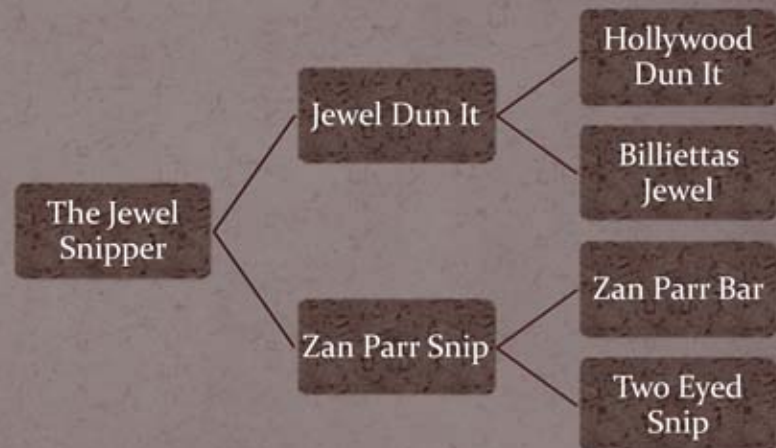 The Jewel
Snipper
Jewel Dun It
Zan Parr Snip
Hollywood
Dun It
Billiettas
Jewel
Zan Parr Bar
Two Eyed
Snip